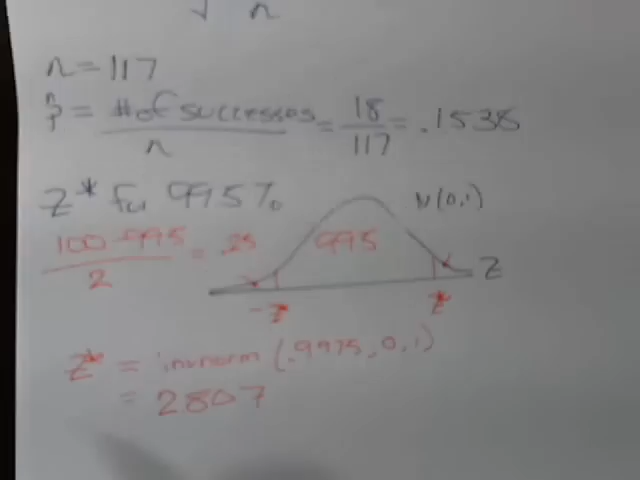 √ n
n = 117
p̂ = # of successes / n = 18 / 117 = .1538
z* for 99.5%
N(0,1)
100 - 99.5 / 2 = .25
99.5
z
-z* z*
z* = invnorm (.9975, 0, 1)
= 2.807